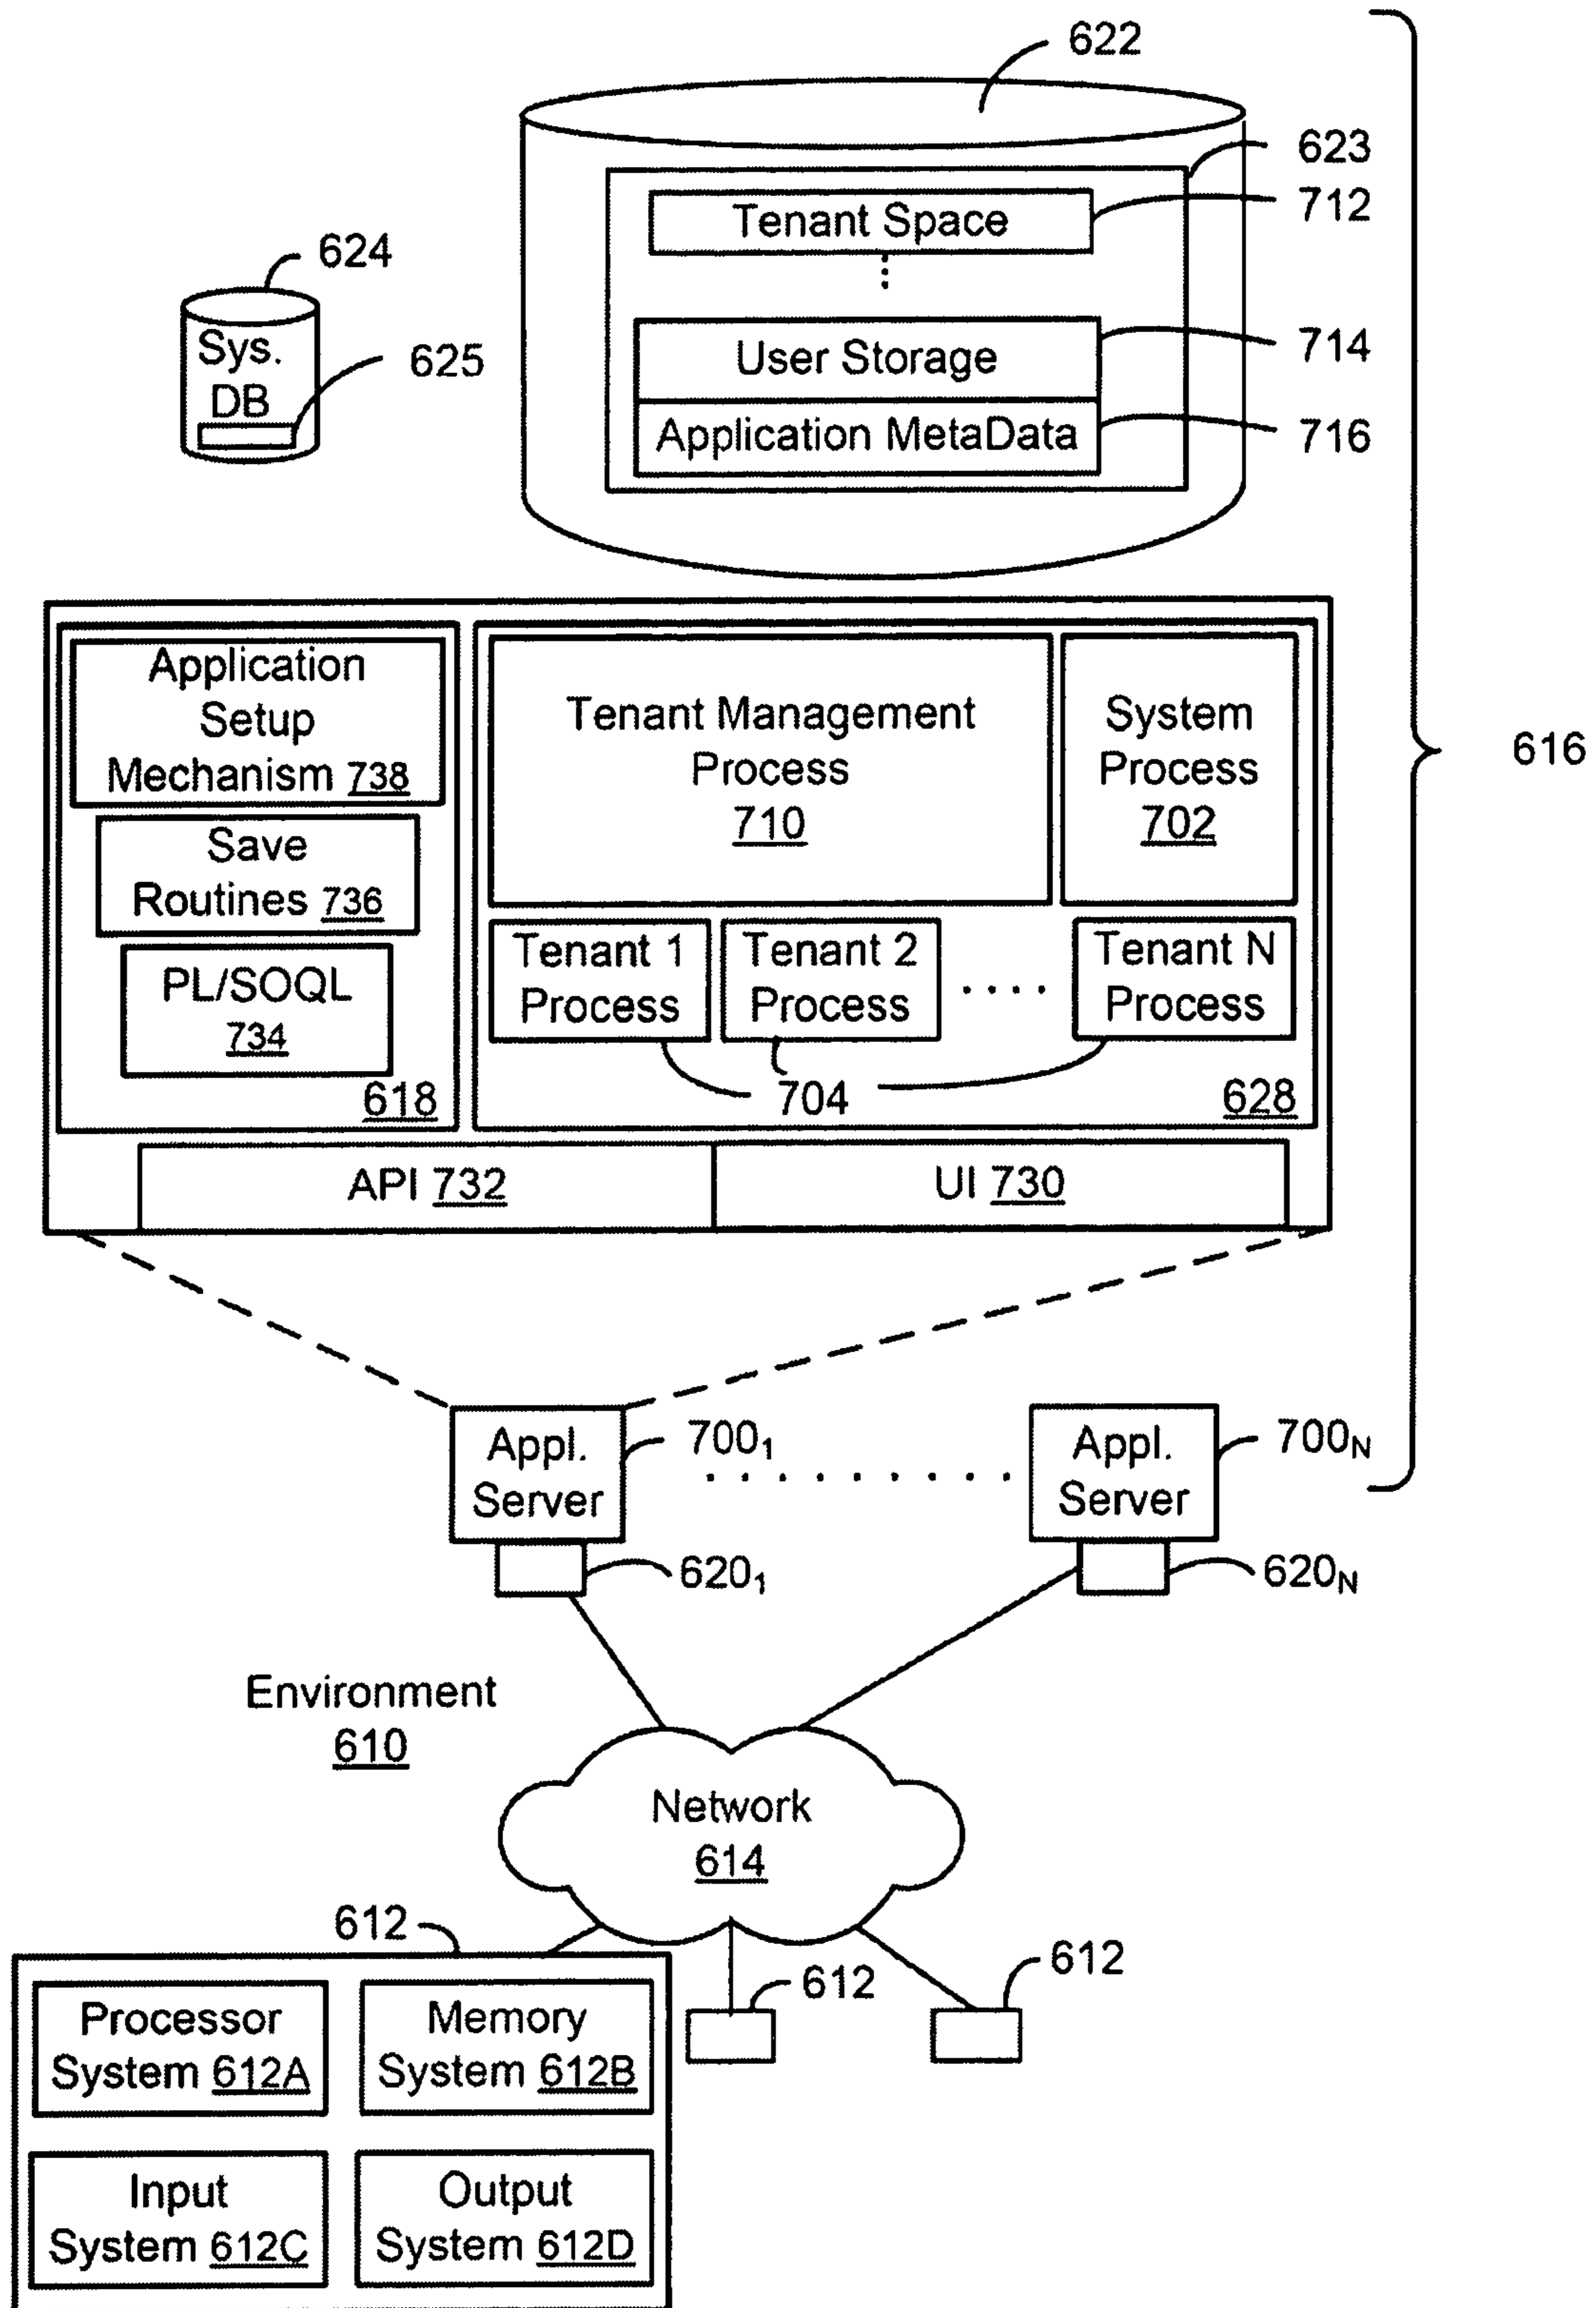 622
623
Tenant Space
712
624
Sys.
DB
625
User Storage
714
Application MetaData
716
616
Application
Setup
Mechanism 738
Tenant Management
Process
710
System
Process
702
Save
Routines 736
PL/SOQL
734
618
Tenant 1
Process
Tenant 2
Process
Tenant N
Process
704
628
API 732
UI 730
Appl.
Server
700₁
Appl.
Server
700N
620₁
620N
Environment
610
Network
614
612
Processor
System 612A
Memory
System 612B
Input
System 612C
Output
System 612D
612
612